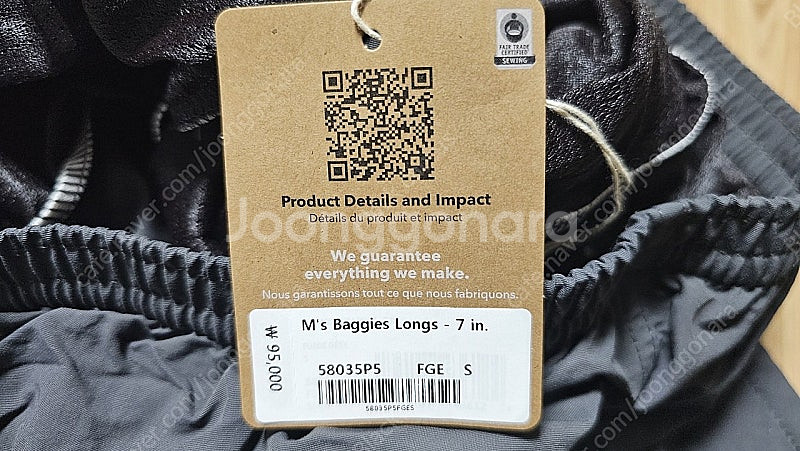 FAIR TRADE
CERTIFIED
SEWING
Product Details and Impact
Détails du produit et impact
Joonggonara
We guarantee
everything we make.
Nous garantissons tout ce que nous fabriquons.
M's Baggies Longs - 7 in.
₩ 95,000
58035P5 FGE S
58035P5FGES